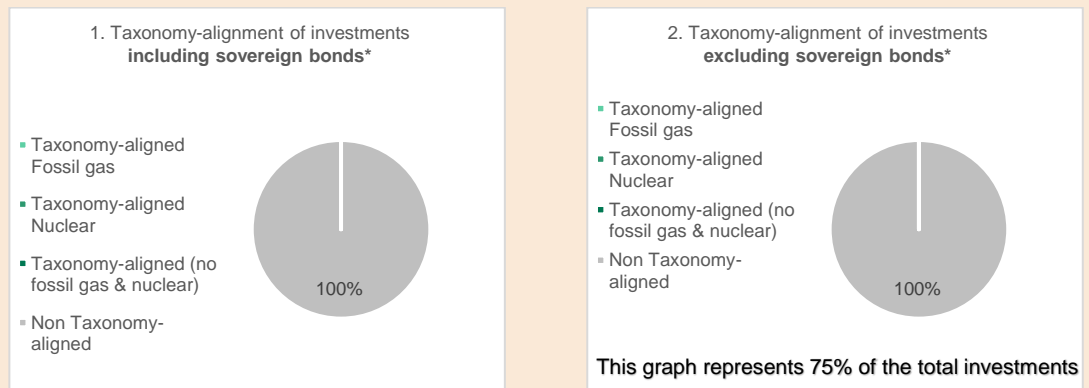 1. Taxonomy-alignment of investments
including sovereign bonds*
Taxonomy-aligned
Fossil gas
Taxonomy-aligned
Nuclear
Taxonomy-aligned (no
fossil gas & nuclear)
Non Taxonomy-
aligned
100%
2. Taxonomy-alignment of investments
excluding sovereign bonds*
Taxonomy-aligned
Fossil gas
Taxonomy-aligned
Nuclear
Taxonomy-aligned (no
fossil gas & nuclear)
Non Taxonomy-
aligned
100%
This graph represents 75% of the total investments